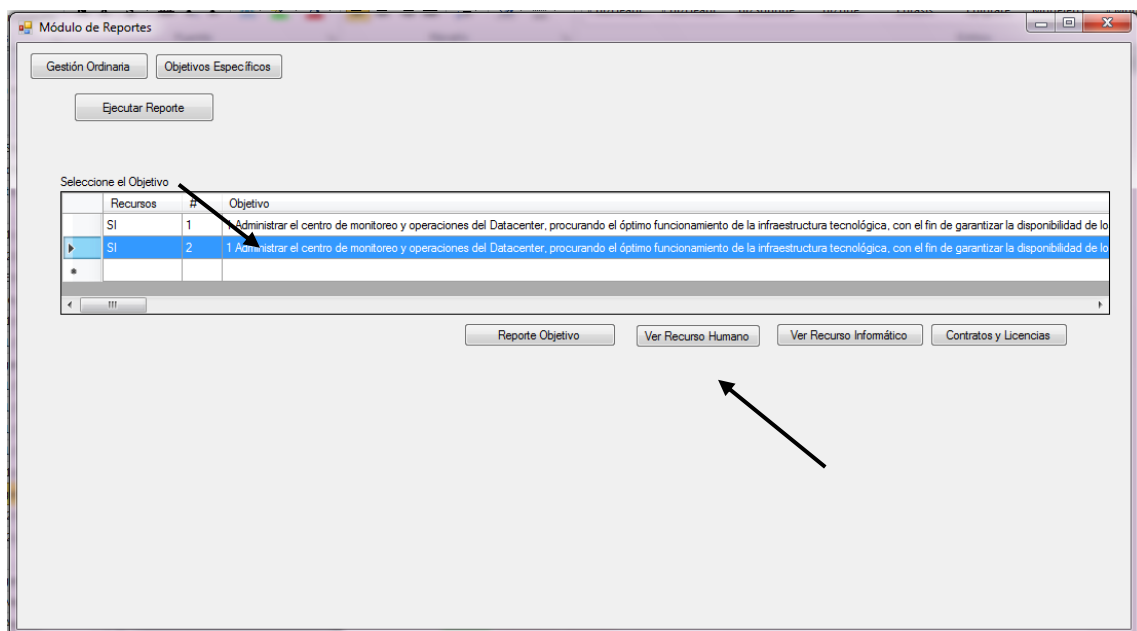 Módulo de Reportes
Gestión Ordinaria Objetivos Específicos
Ejecutar Reporte
Seleccione el Objetivo
Recursos # Objetivo
SI 1 1 Administrar el centro de monitoreo y operaciones del Datacenter, procurando el óptimo funcionamiento de la infraestructura tecnológica, con el fin de garantizar la disponibilidad de lo
SI 2 1 Administrar el centro de monitoreo y operaciones del Datacenter, procurando el óptimo funcionamiento de la infraestructura tecnológica, con el fin de garantizar la disponibilidad de lo
Reporte Objetivo Ver Recurso Humano Ver Recurso Informático Contratos y Licencias